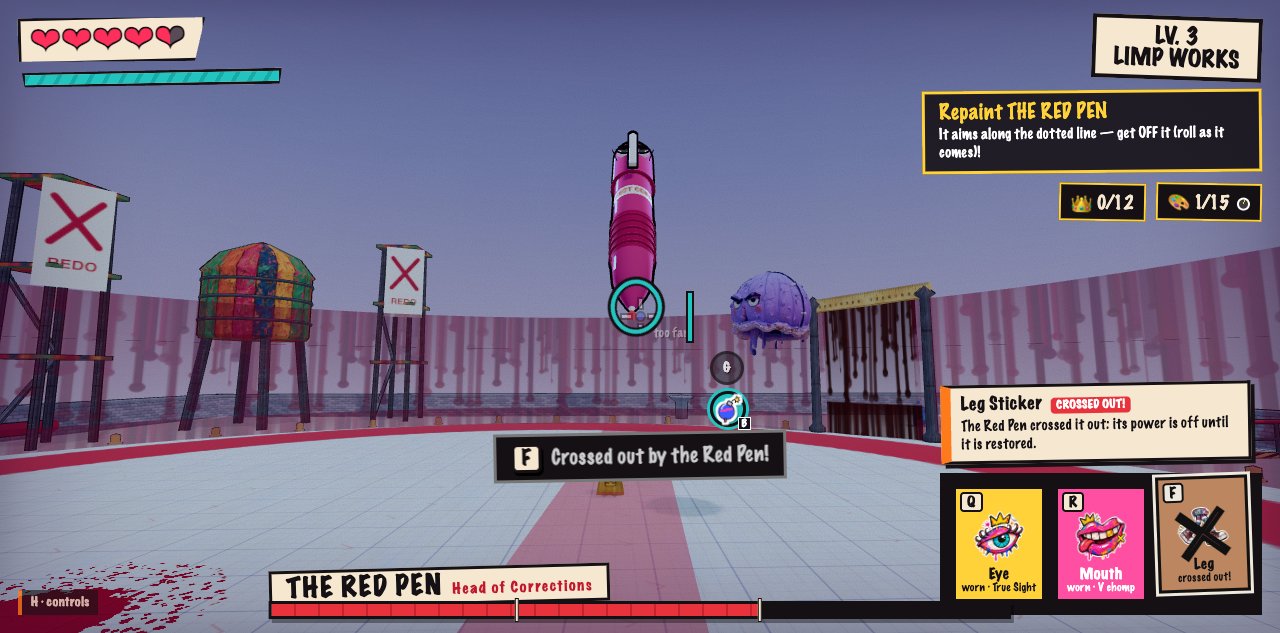 LV. 3
LIMP WORKS
Repaint THE RED PEN
It aims along the dotted line — get OFF it (roll as it
comes)!
0/12
1/15
REDO
REDO
too far
G
Leg Sticker CROSSED OUT!
The Red Pen crossed it out: its power is off until
it is restored.
F Crossed out by the Red Pen!
Q
Eye
worn · True Sight
R
Mouth
worn · Y chomp
F
Leg
crossed out!
THE RED PEN Head of Corrections
H · controls